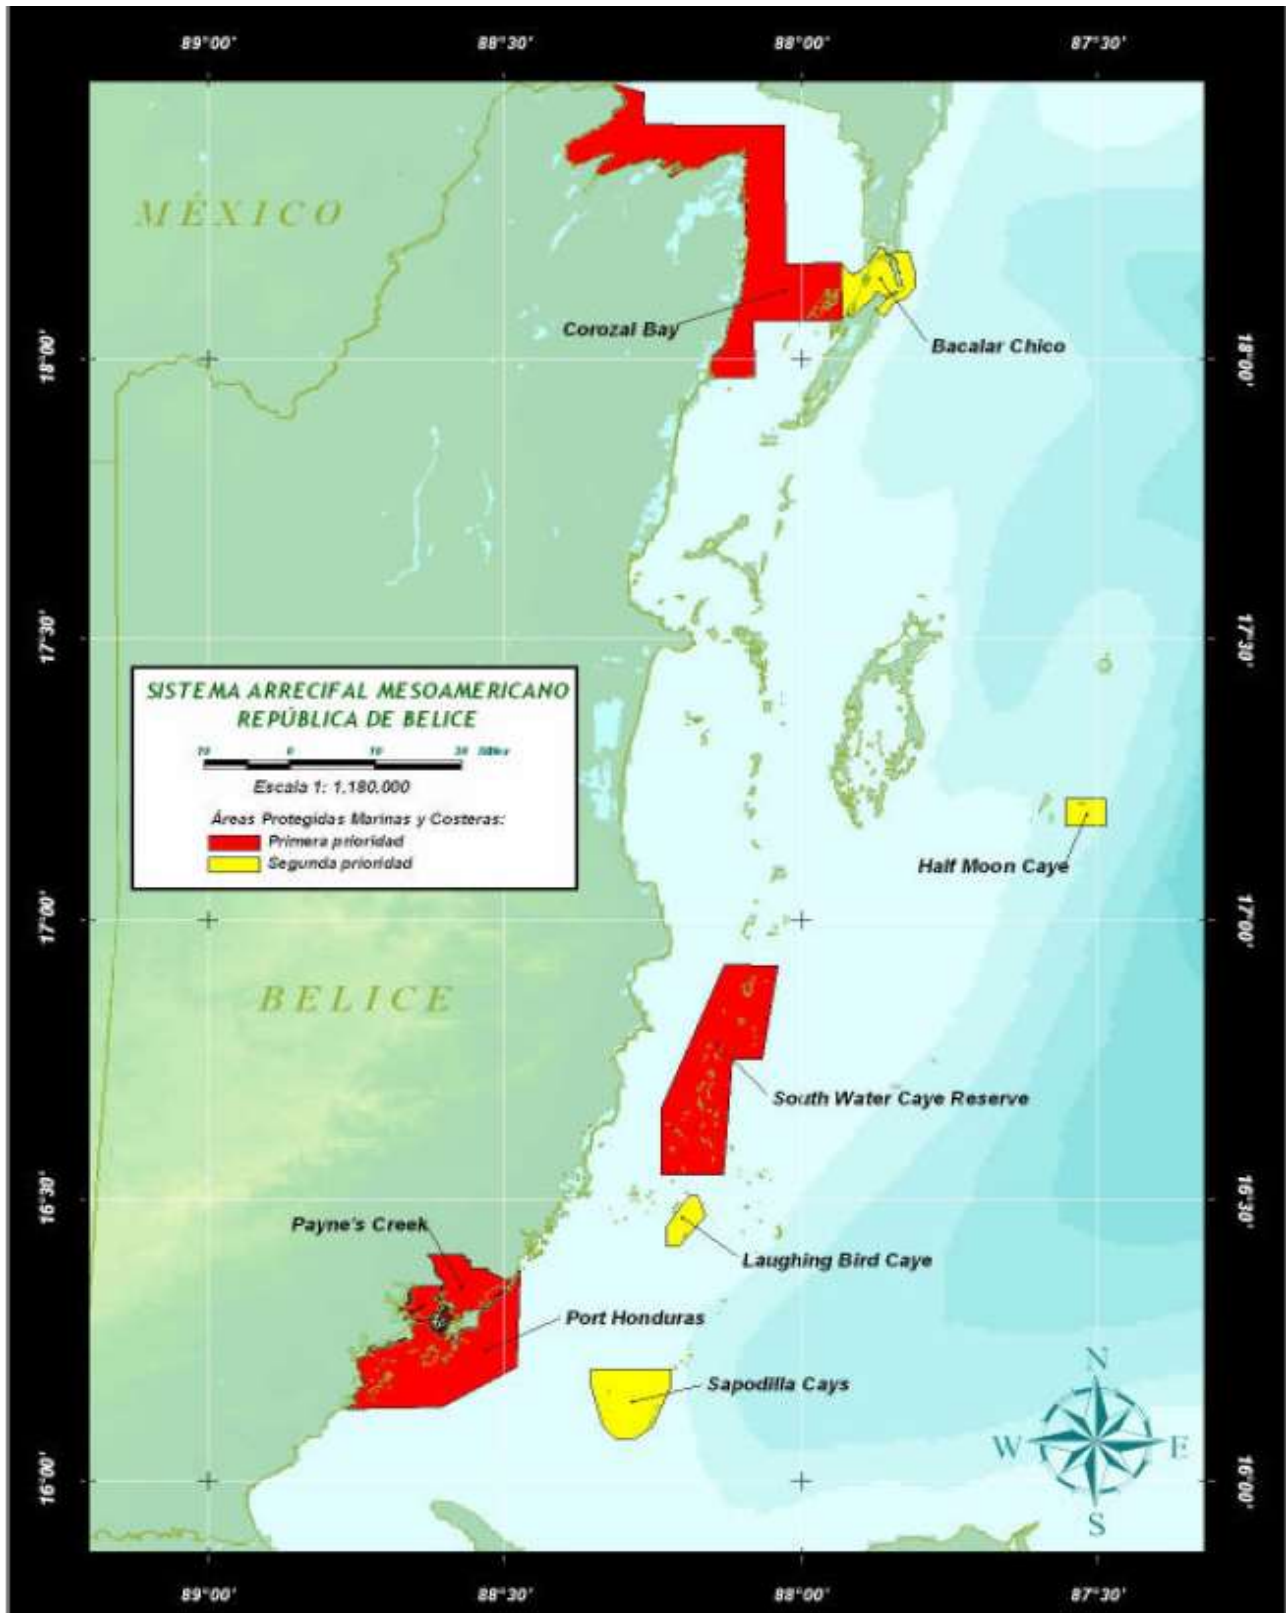 89°00' 88°30' 88°00' 87°30'
MÉXICO
Corozal Bay
Bacalar Chico
18°00' 18°00'
17°30' 17°30'
SISTEMA ARRECIFAL MESOAMERICANO
REPÚBLICA DE BELICE
10 0 10 20
Escala 1: 1,180,000
Áreas Protegidas Marinas y Costeras:
Primera prioridad
Segunda prioridad
Half Moon Caye
17°00' 17°00'
BELICE
South Water Caye Reserve
16°30' 16°30'
Payne's Creek
Laughing Bird Caye
Port Honduras
Sapodilla Cays
N
W E
S
16°00' 16°00'
89°00' 88°30' 88°00' 87°30'